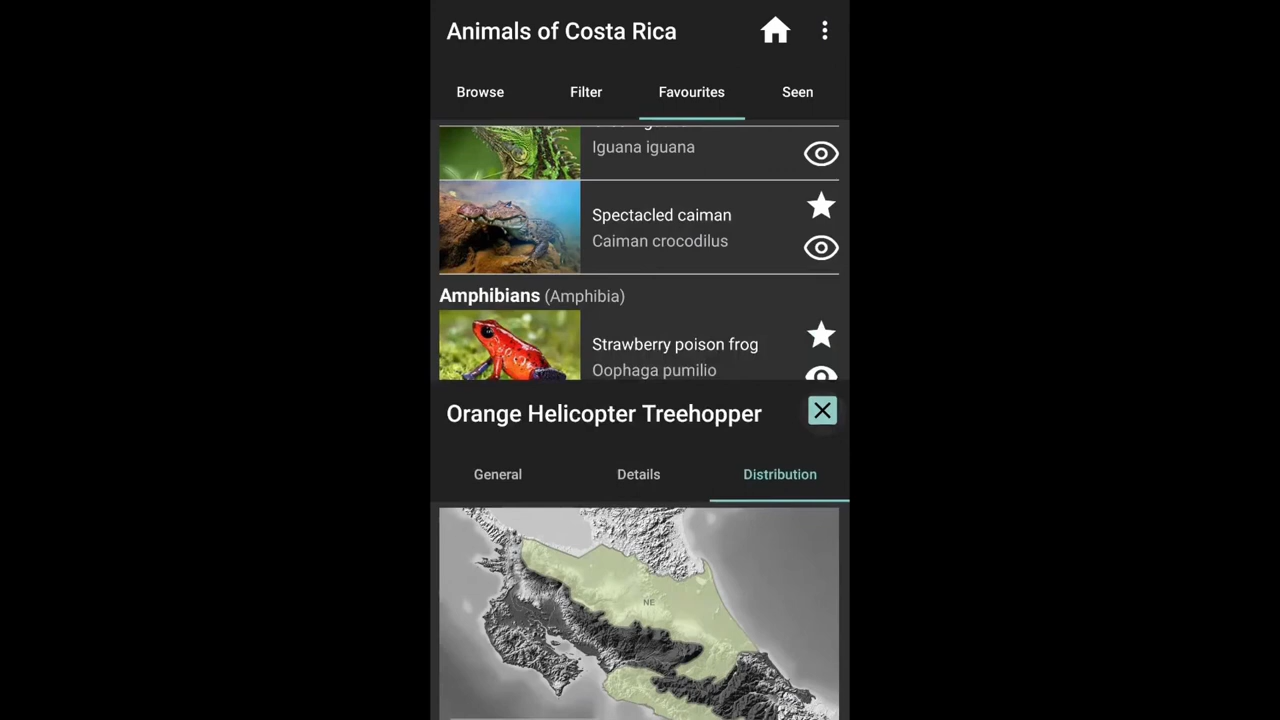 Animals of Costa Rica
Browse
Filter
Favourites
Seen
Iguana iguana
Spectacled caiman
Caiman crocodilus
Amphibians (Amphibia)
Strawberry poison frog
Oophaga pumilio
Orange Helicopter Treehopper
General
Details
Distribution
NE